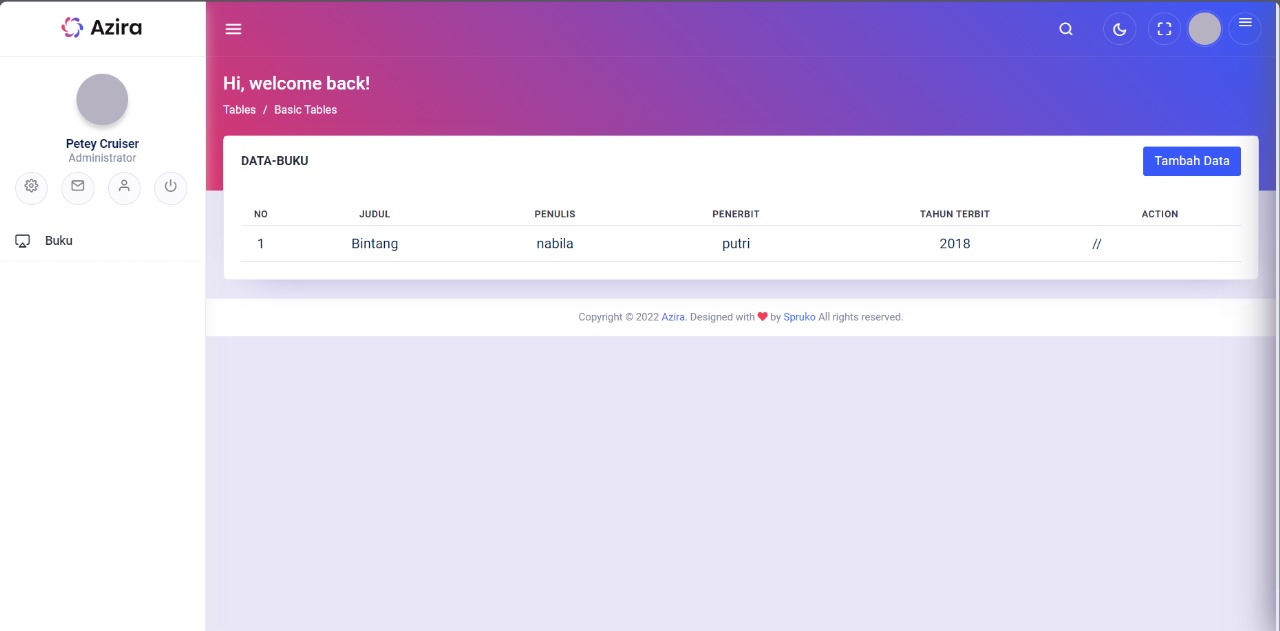 Azira
Petey Cruiser
Administrator
Buku
Hi, welcome back!
Tables / Basic Tables
DATA-BUKU
Tambah Data
NO JUDUL PENULIS PENERBIT TAHUN TERBIT ACTION
1 Bintang nabila putri 2018 //
Copyright © 2022 Azira. Designed with ❤ by Spruko All rights reserved.